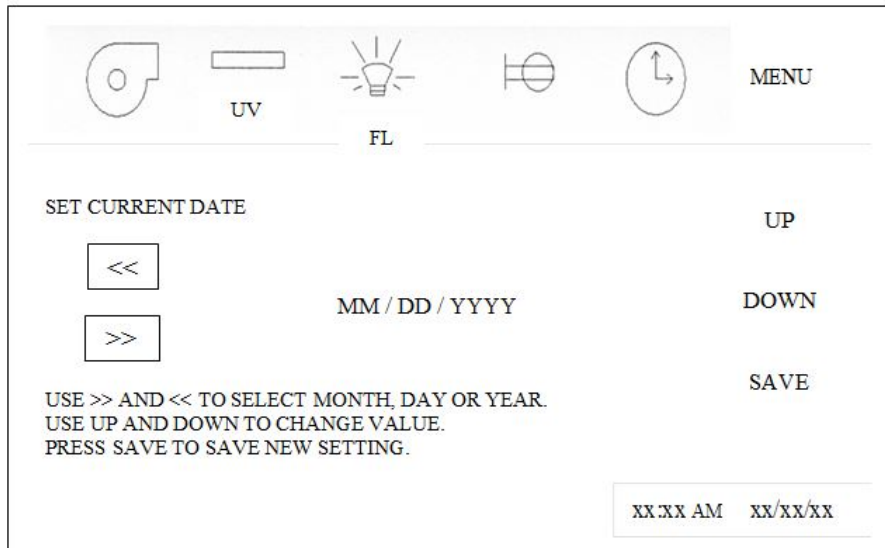 MENU
UV
FL
SET CURRENT DATE
UP
<<
MM / DD / YYYY
DOWN
>>
SAVE
USE >> AND << TO SELECT MONTH, DAY OR YEAR.
USE UP AND DOWN TO CHANGE VALUE.
PRESS SAVE TO SAVE NEW SETTING.
xx:xx AM xx/xx/xx